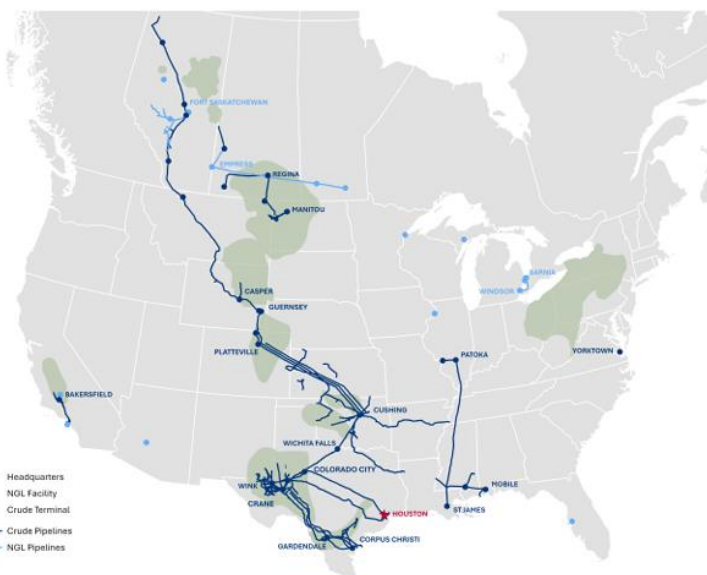 FORT SASKATCHEWAN
EMPRESS
REGINA
MANITOU
CASPER
GUERNSEY
PLATTEVILLE
SARNIA
WINDSOR
PATOKA
YORKTOWN
BAKERSFIELD
CUSHING
WICHITA FALLS
COLORADO CITY
WINK
CRANE
MOBILE
ST JAMES
HOUSTON
CORPUS CHRISTI
GARDENDALE
Headquarters
NGL Facility
Crude Terminal
Crude Pipelines
NGL Pipelines